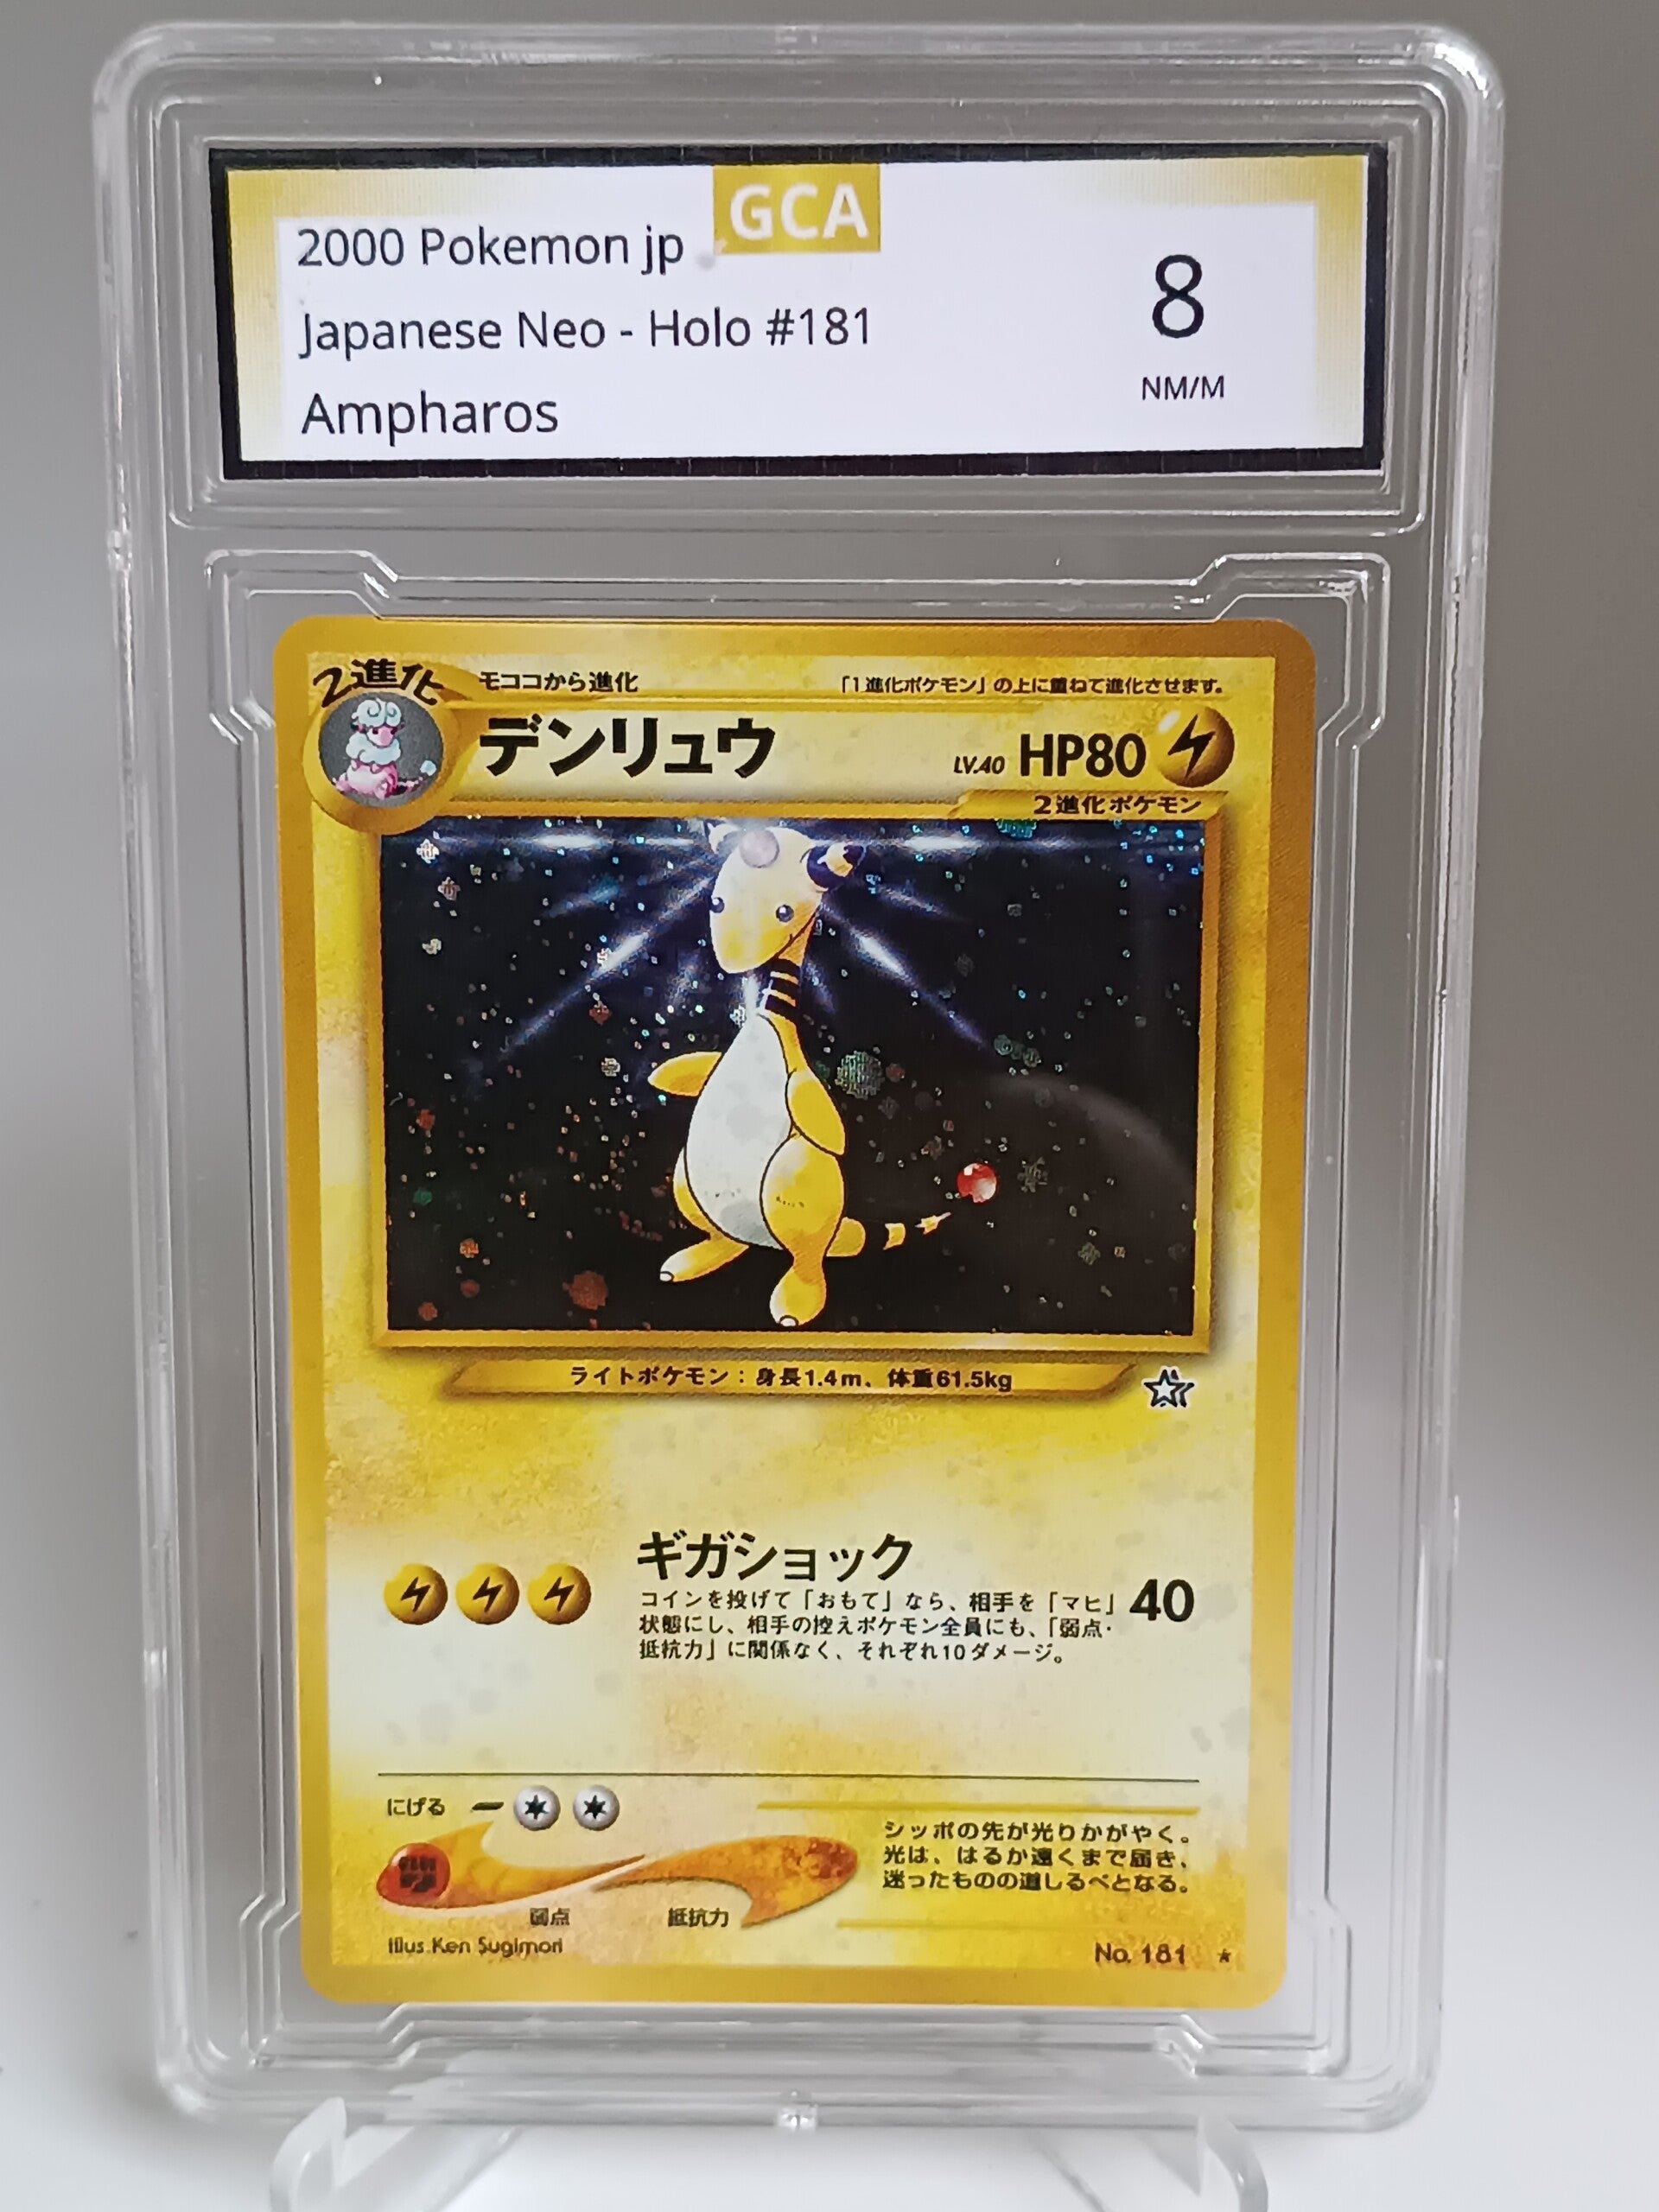 GCA
2000 Pokemon jp
Japanese Neo - Holo #181
Ampharos
8
NM/M
2進化
モココから進化
「1進化ポケモン」の上に重ねて進化させます。
デンリュウ
LV.40 HP80
2進化ポケモン
ライトポケモン：身長1.4m、体重61.5kg
ギガショック
コインを投げて「おもて」なら、相手を「マヒ」
状態にし、相手の控えポケモン全員にも、「弱点・
抵抗力」に関係なく、それぞれ10ダメージ。
40
にげる
弱点
抵抗力
シッポの先が光りかがやく。
光は、はるか遠くまで届き、
迷ったものの道しるべとなる。
Illus. Ken Sugimori
No. 181 ★